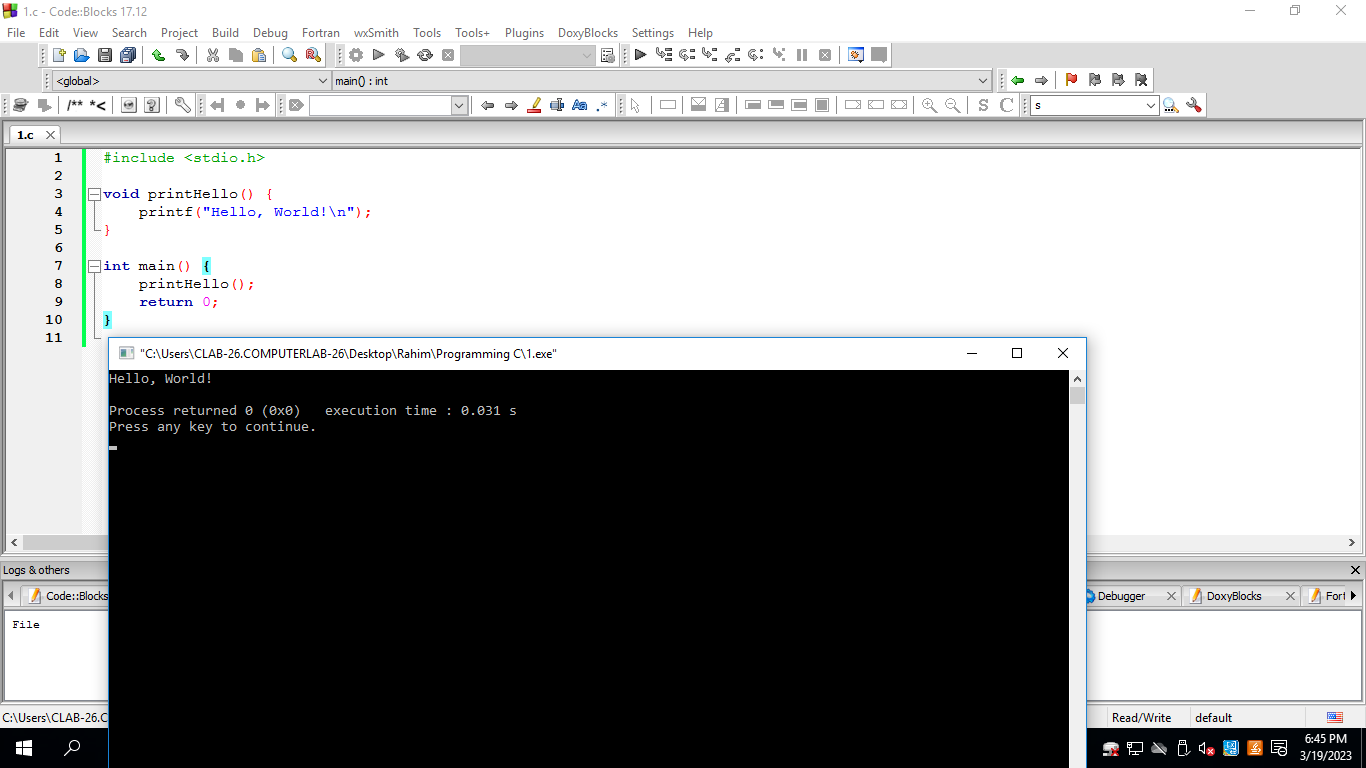 1.c - Code::Blocks 17.12
File Edit View Search Project Build Debug Fortran wxSmith Tools Tools+ Plugins DoxyBlocks Settings Help
<global> main() : int
/** *< Aa .* S C s
1.c
1 #include <stdio.h>
2
3 void printHello() {
4     printf("Hello, World!\n");
5 }
6
7 int main() {
8     printHello();
9     return 0;
10 }
11
"C:\Users\CLAB-26.COMPUTERLAB-26\Desktop\Rahim\Programming C\1.exe"
Hello, World!
Process returned 0 (0x0)   execution time : 0.031 s
Press any key to continue.
Logs & others
Code::Blocks Debugger DoxyBlocks Fort
File
C:\Users\CLAB-26.C Read/Write default
6:45 PM
3/19/2023